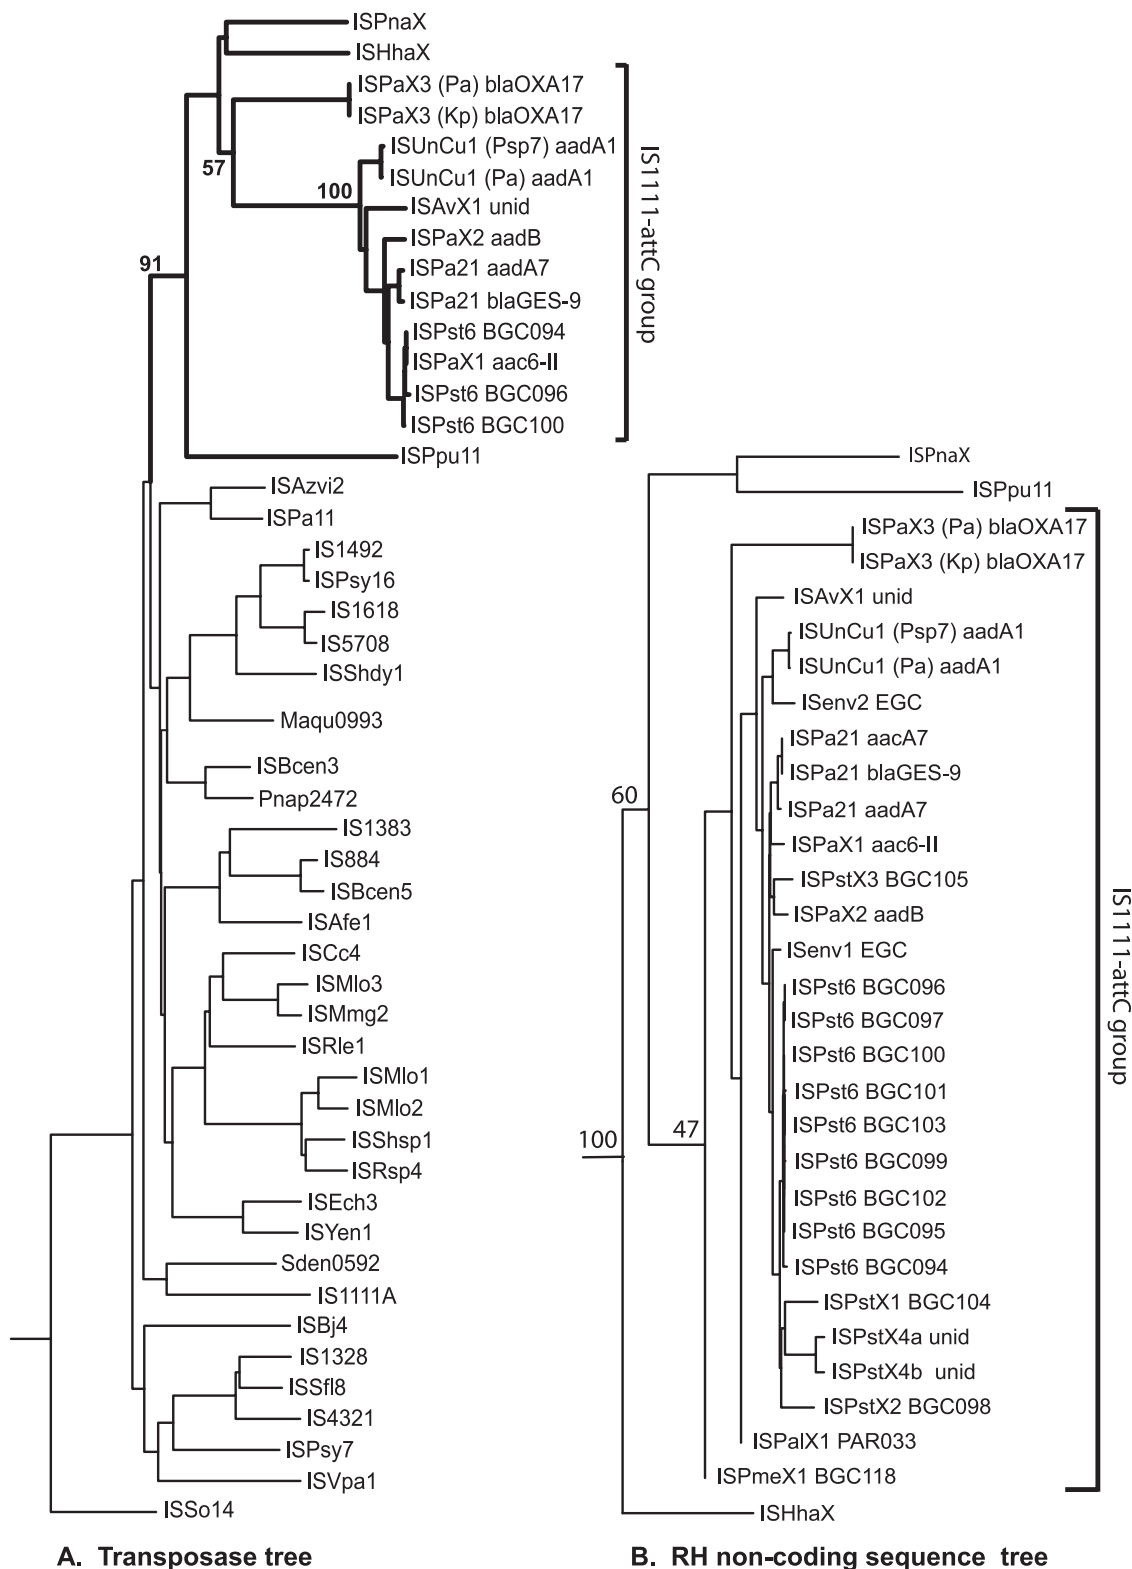 ISPnaX
ISHhaX
ISPaX3 (Pa) blaOXA17
ISPaX3 (Kp) blaOXA17
ISUnCu1 (Psp7) aadA1
57
100
ISUnCu1 (Pa) aadA1
ISAvX1 unid
ISPaX2 aadB
91
ISPa21 aadA7
ISPa21 blaGES-9
ISPst6 BGC094
ISPaX1 aac6-II
ISPst6 BGC096
ISPst6 BGC100
IS1111-attC group
ISPpu11
ISAzvi2
ISPa11
IS1492
ISPsy16
IS1618
IS5708
ISShdy1
Maqu0993
ISBcen3
Pnap2472
IS1383
IS884
ISBcen5
ISAfe1
ISCc4
ISMlo3
ISMmg2
ISRle1
ISMlo1
ISMlo2
ISShsp1
ISRsp4
ISEch3
ISYen1
Sden0592
IS1111A
ISBj4
IS1328
ISSfl8
IS4321
ISPsy7
ISVpa1
ISSo14
A. Transposase tree
ISPnaX
ISPpu11
ISPaX3 (Pa) blaOXA17
ISPaX3 (Kp) blaOXA17
ISAvX1 unid
ISUnCu1 (Psp7) aadA1
ISUnCu1 (Pa) aadA1
ISenv2 EGC
ISPa21 aacA7
ISPa21 blaGES-9
60
ISPa21 aadA7
ISPaX1 aac6-II
ISPstX3 BGC105
ISPaX2 aadB
ISenv1 EGC
ISPst6 BGC096
ISPst6 BGC097
ISPst6 BGC100
ISPst6 BGC101
ISPst6 BGC103
100
47
ISPst6 BGC099
ISPst6 BGC102
ISPst6 BGC095
ISPst6 BGC094
ISPstX1 BGC104
ISPstX4a unid
ISPstX4b unid
ISPstX2 BGC098
ISPalX1 PAR033
ISPmeX1 BGC118
IS1111-attC group
ISHhaX
B. RH non-coding sequence tree